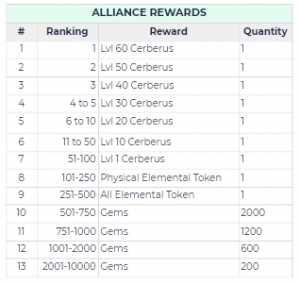 ALLIANCE REWARDS
# Ranking Reward Quantity
1 1 Lvl 60 Cerberus 1
2 2 Lvl 50 Cerberus 1
3 3 Lvl 40 Cerberus 1
4 4 to 5 Lvl 30 Cerberus 1
5 6 to 10 Lvl 20 Cerberus 1
6 11 to 50 Lvl 10 Cerberus 1
7 51-100 Lvl 1 Cerberus 1
8 101-250 Physical Elemental Token 1
9 251-500 All Elemental Token 1
10 501-750 Gems 2000
11 751-1000 Gems 1200
12 1001-2000 Gems 600
13 2001-10000 Gems 200